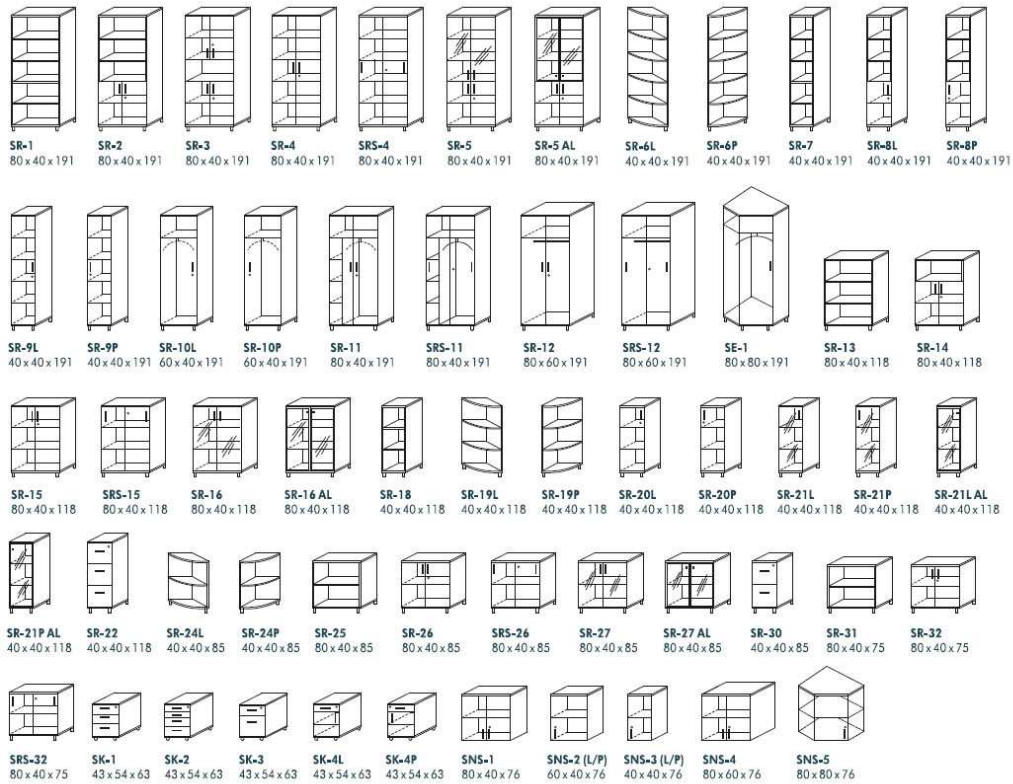 SR-1 SR-2 SR-3 SR-4 SRS-4 SR-5 SR-5 AL SR-6L SR-6P SR-7 SR-8L SR-8P
80 x 40 x 191 80 x 40 x 191 80 x 40 x 191 80 x 40 x 191 80 x 40 x 191 80 x 40 x 191 80 x 40 x 191 40 x 40 x 191 40 x 40 x 191 40 x 40 x 191 40 x 40 x 191 40 x 40 x 191
SR-9L SR-9P SR-10L SR-10P SR-11 SRS-11 SR-12 SRS-12 SE-1 SR-13 SR-14
40 x 40 x 191 40 x 40 x 191 60 x 40 x 191 60 x 40 x 191 80 x 40 x 191 80 x 40 x 191 80 x 60 x 191 80 x 60 x 191 80 x 80 x 191 80 x 40 x 118 80 x 40 x 118
SR-15 SRS-15 SR-16 SR-16 AL SR-18 SR-19L SR-19P SR-20L SR-20P SR-21L SR-21P SR-21L AL
80 x 40 x 118 80 x 40 x 118 80 x 40 x 118 80 x 40 x 118 40 x 40 x 118 40 x 40 x 118 40 x 40 x 118 40 x 40 x 118 40 x 40 x 118 40 x 40 x 118 40 x 40 x 118 40 x 40 x 118
SR-21P AL SR-22 SR-24L SR-24P SR-25 SR-26 SRS-26 SR-27 SR-27 AL SR-30 SR-31 SR-32
40 x 40 x 118 40 x 40 x 118 40 x 40 x 85 40 x 40 x 85 80 x 40 x 85 80 x 40 x 85 80 x 40 x 85 80 x 40 x 85 80 x 40 x 85 40 x 40 x 85 80 x 40 x 75 80 x 40 x 75
SRS-32 SK-1 SK-2 SK-3 SK-4L SK-4P SNS-1 SNS-2 (L/P) SNS-3 (L/P) SNS-4 SNS-5
80 x 40 x 75 43 x 54 x 63 43 x 54 x 63 43 x 54 x 63 43 x 54 x 63 43 x 54 x 63 80 x 40 x 76 60 x 40 x 76 40 x 40 x 76 80 x 60 x 76 80 x 80 x 76